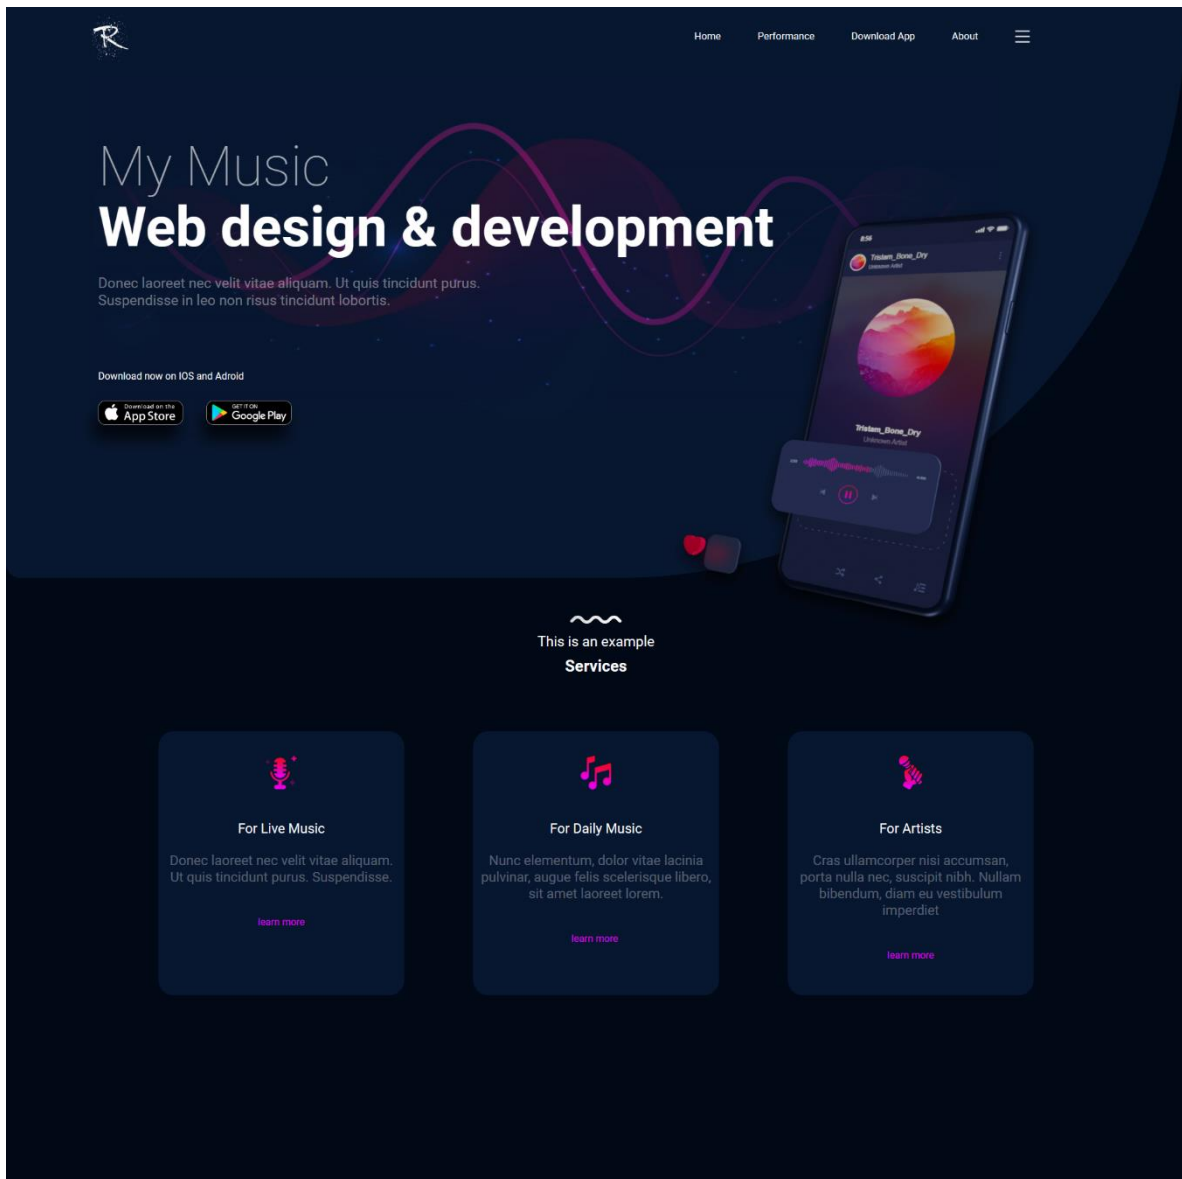 R
Home
Performance
Download App
About
My Music
Web design & development
Donec laoreet nec velit vitae aliquam. Ut quis tincidunt purus.
Suspendisse in leo non risus tincidunt lobortis.
Download now on IOS and Adroid
Download on the
App Store
GET IT ON
Google Play
8:56
Tristam_Bone_Dry
Unknown Artist
Tristam_Bone_Dry
Unknown Artist
This is an example
Services
For Live Music
Donec laoreet nec velit vitae aliquam.
Ut quis tincidunt purus. Suspendisse.
learn more
For Daily Music
Nunc elementum, dolor vitae lacinia
pulvinar, augue felis scelerisque libero,
sit amet laoreet lorem.
learn more
For Artists
Cras ullamcorper nisi accumsan,
porta nulla nec, suscipit nibh. Nullam
bibendum, diam eu vestibulum
imperdiet
learn more